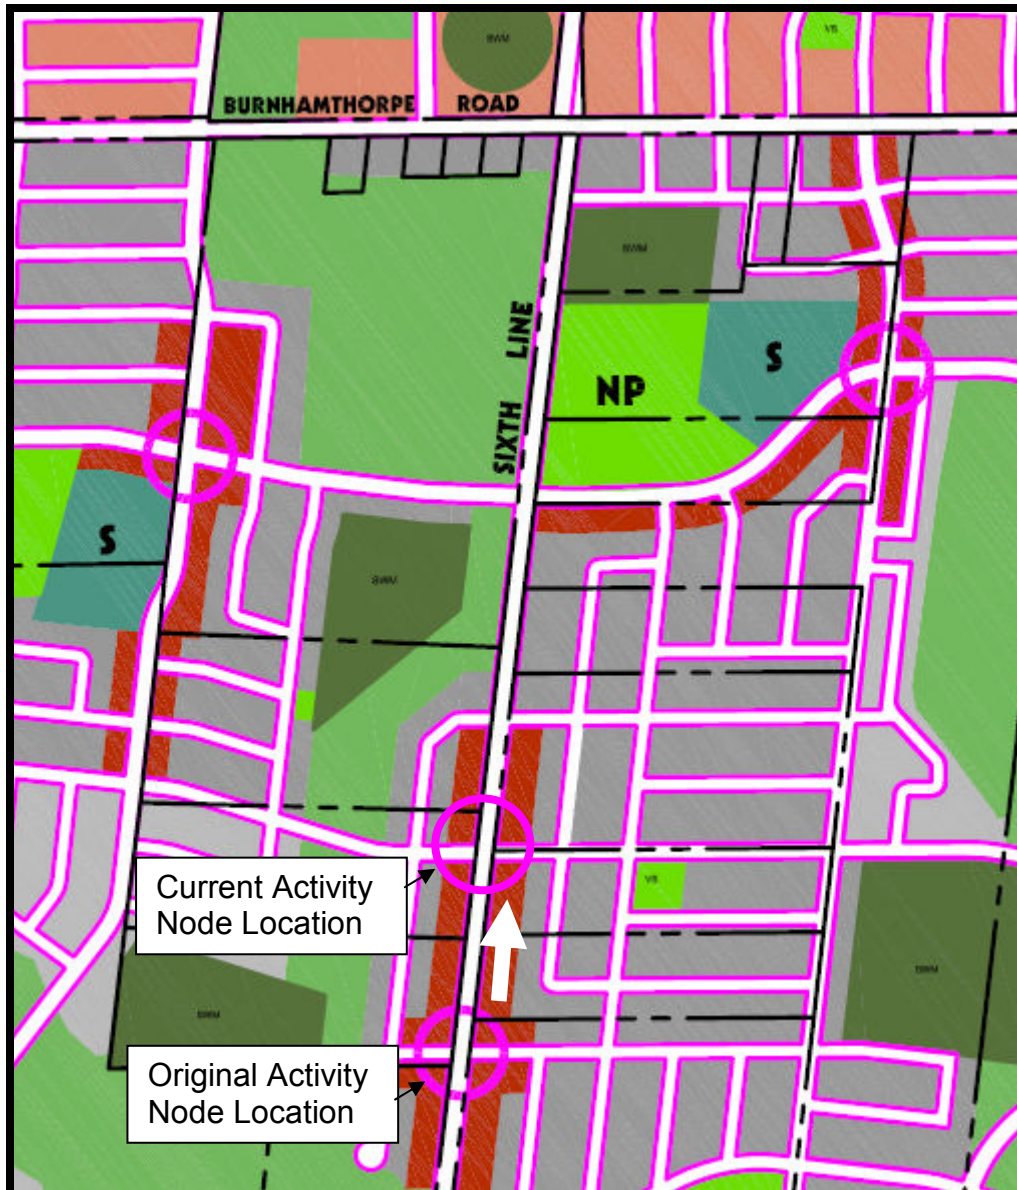 VS
SWM
BURNHAMTHORPE ROAD
SWM
SIXTH LINE
NP
S
S
SWM
Current Activity
Node Location
VS
SWM
SWM
Original Activity
Node Location